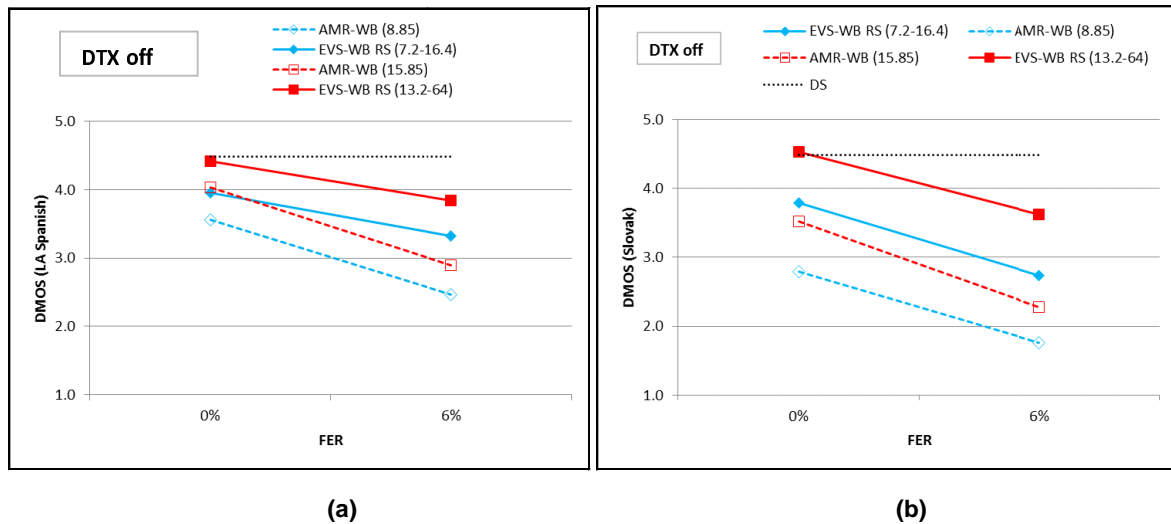 DTX off
AMR-WB (8.85)
EVS-WB RS (7.2-16.4)
AMR-WB (15.85)
EVS-WB RS (13.2-64)
5.0
4.0
3.0
2.0
1.0
DMOS (LA Spanish)
0%
6%
FER
(a)
DTX off
EVS-WB RS (7.2-16.4)
AMR-WB (8.85)
AMR-WB (15.85)
EVS-WB RS (13.2-64)
DS
5.0
4.0
3.0
2.0
1.0
DMOS (Slovak)
0%
6%
FER
(b)